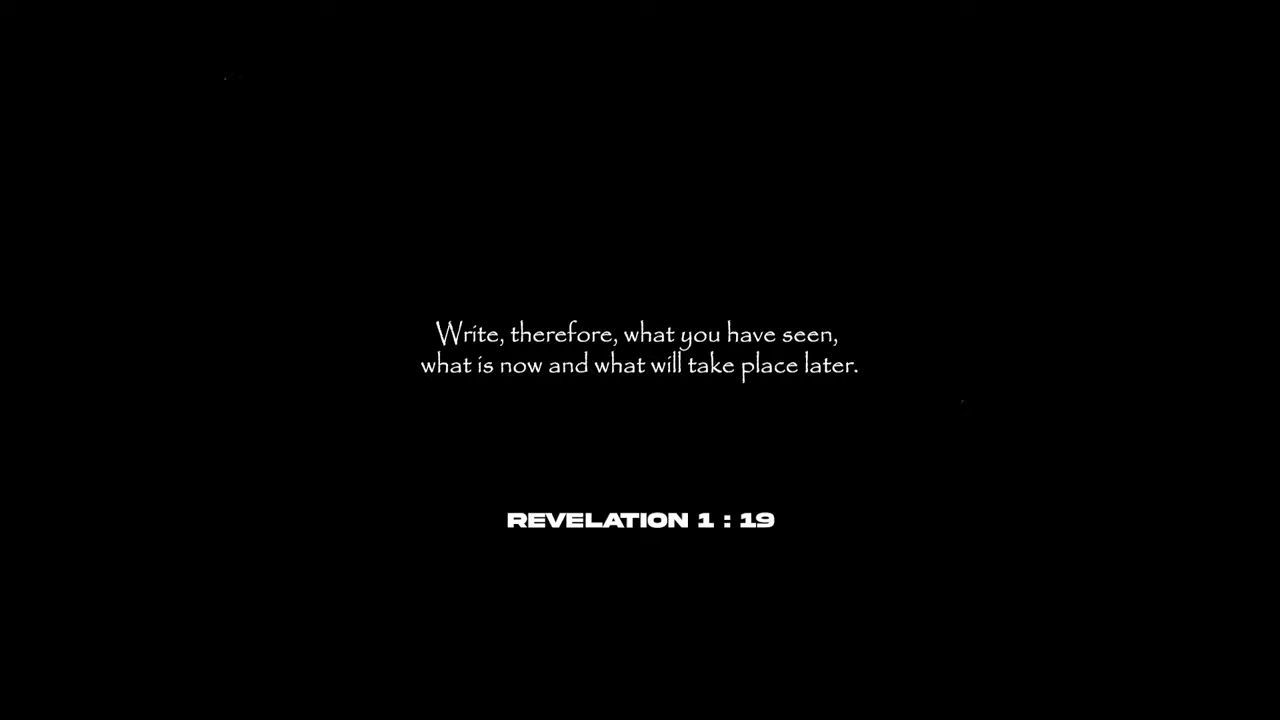 Write, therefore, what you have seen,
what is now and what will take place later.
REVELATION 1 : 19